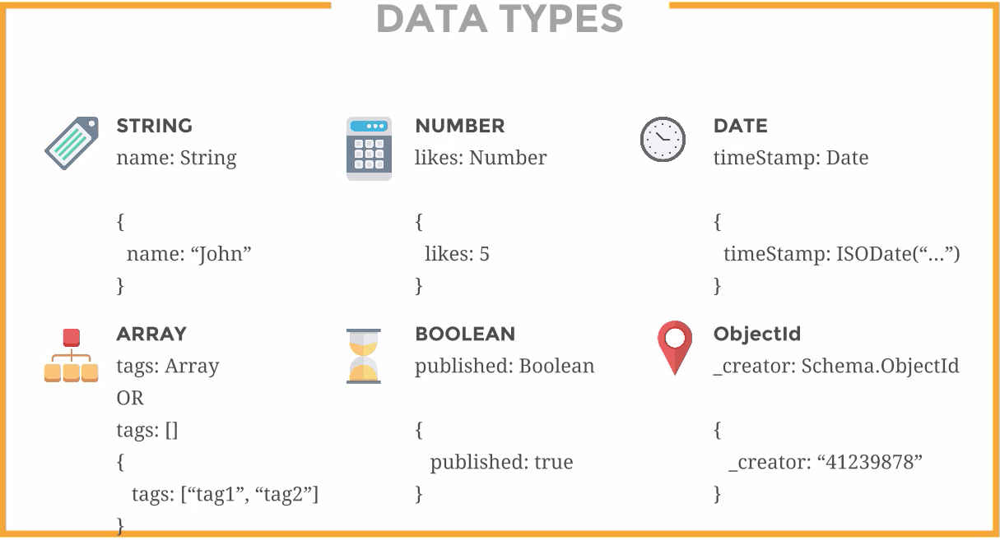 DATA TYPES
STRING
name: String
{
name: “John”
}
NUMBER
likes: Number
{
likes: 5
}
DATE
timeStamp: Date
{
timeStamp: ISODate(“...”)
}
ARRAY
tags: Array
OR
tags: []
{
tags: [“tag1”, “tag2”]
}
BOOLEAN
published: Boolean
{
published: true
}
ObjectId
_creator: Schema.ObjectId
{
_creator: “41239878”
}